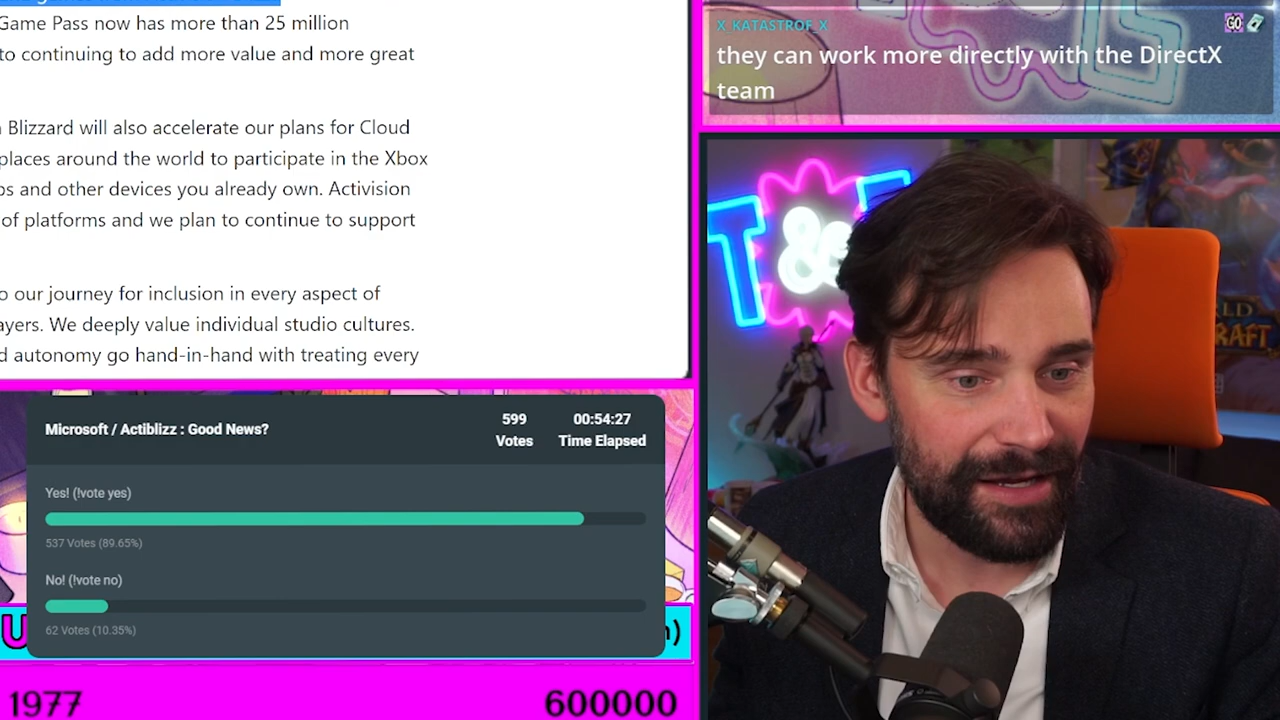 Game Pass now has more than 25 million
to continuing to add more value and more great
Blizzard will also accelerate our plans for Cloud
places around the world to participate in the Xbox
ps and other devices you already own. Activision
of platforms and we plan to continue to support
o our journey for inclusion in every aspect of
ayers. We deeply value individual studio cultures.
d autonomy go hand-in-hand with treating every
X_KATASTROF_X
GO
they can work more directly with the DirectX
team
T&E
RAFT
Microsoft / Actiblizz : Good News?
599
Votes
00:54:27
Time Elapsed
Yes! (!vote yes)
537 Votes (89.65%)
No! (!vote no)
62 Votes (10.35%)
U
)
1977
600000